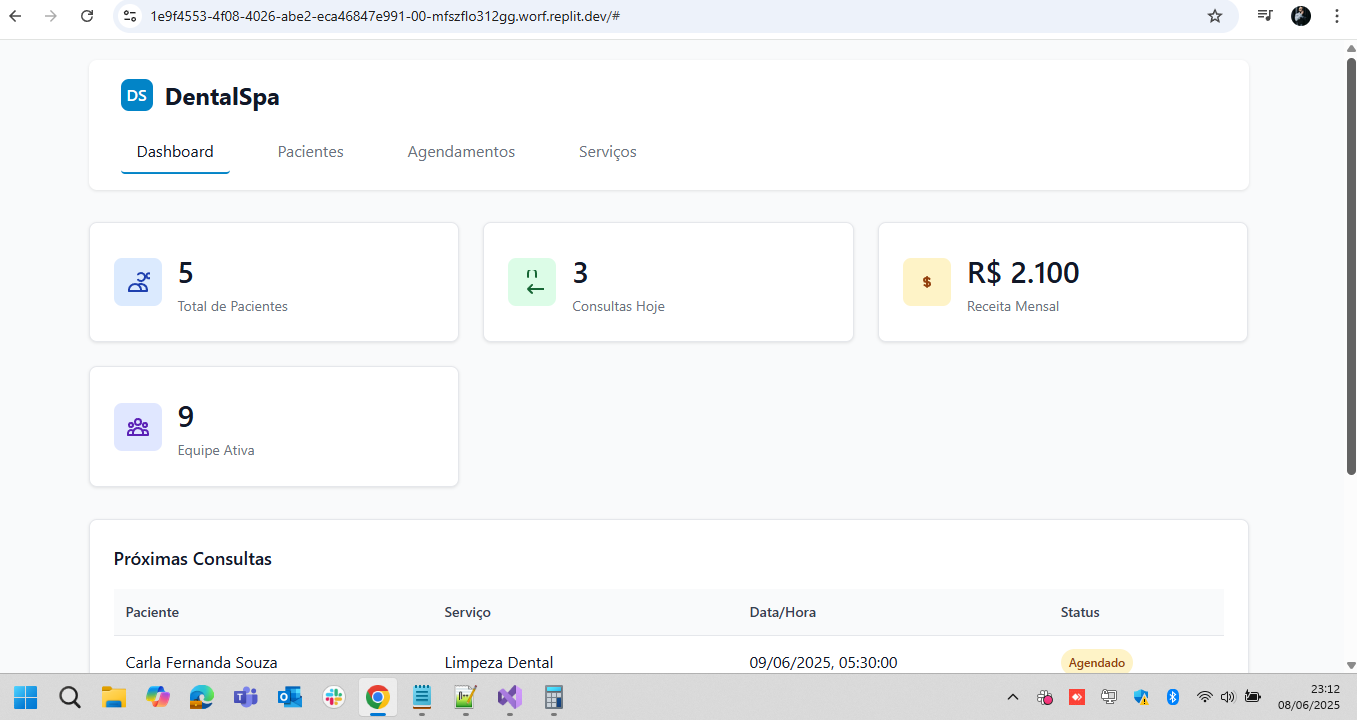 1e9f4553-4f08-4026-abe2-eca46847e991-00-mfszflo312gg.worf.replit.dev/#
DS DentalSpa
Dashboard Pacientes Agendamentos Serviços
5
Total de Pacientes
3
Consultas Hoje
$
R$ 2.100
Receita Mensal
9
Equipe Ativa
Próximas Consultas
Paciente Serviço Data/Hora Status
Carla Fernanda Souza Limpeza Dental 09/06/2025, 05:30:00 Agendado
23:12
08/06/2025